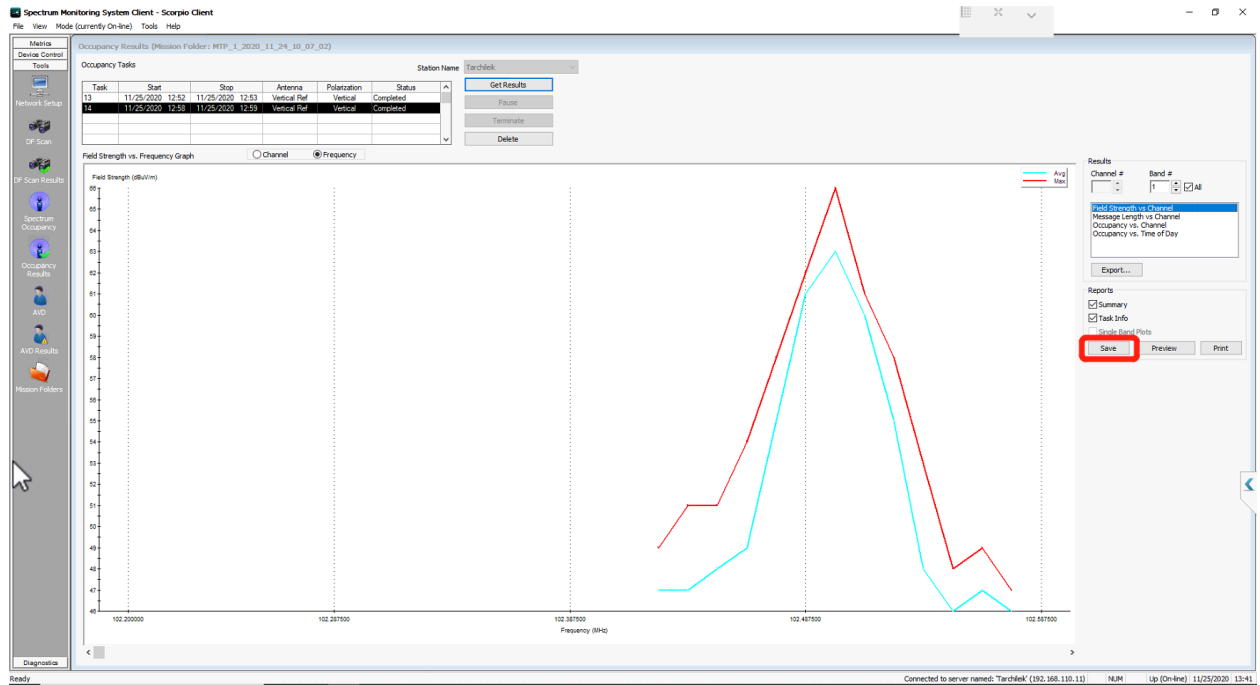 Spectrum Monitoring System Client - Scorpio Client
File View Mode (currently On-line) Tools Help
Metrics
Device Control
Tools
Network Setup
DF Scan
DF Scan Results
Spectrum
Occupancy
Occupancy
Results
AVD
AVD Results
Mission Folders
Diagnostics
Occupancy Results (Mission Folder: MTP_1_2020_11_24_10_07_02)
Occupancy Tasks
Station Name Tarchileik
Task Start Stop Antenna Polarization Status
13 11/25/2020 12:52 11/25/2020 12:53 Vertical Ref Vertical Completed
14 11/25/2020 12:58 11/25/2020 12:59 Vertical Ref Vertical Completed
Get Results
Pause
Terminate
Delete
Field Strength vs. Frequency Graph Channel Frequency
Field Strength (dBuV/m)
Avg
Max
66
65
64
63
62
61
60
59
58
57
56
55
54
53
52
51
50
49
48
47
46
102.200000 102.287500 102.387500 102.487500 102.587500
Frequency (MHz)
Results
Channel # Band #
1 All
Field Strength vs Channel
Message Length vs Channel
Occupancy vs. Channel
Occupancy vs. Time of Day
Export...
Reports
Summary
Task Info
Single Band Plots
Save Preview Print
Ready Connected to server named: 'Tarchileik' (192.168.110.11) NUM Up (On-line) 11/25/2020 13:41